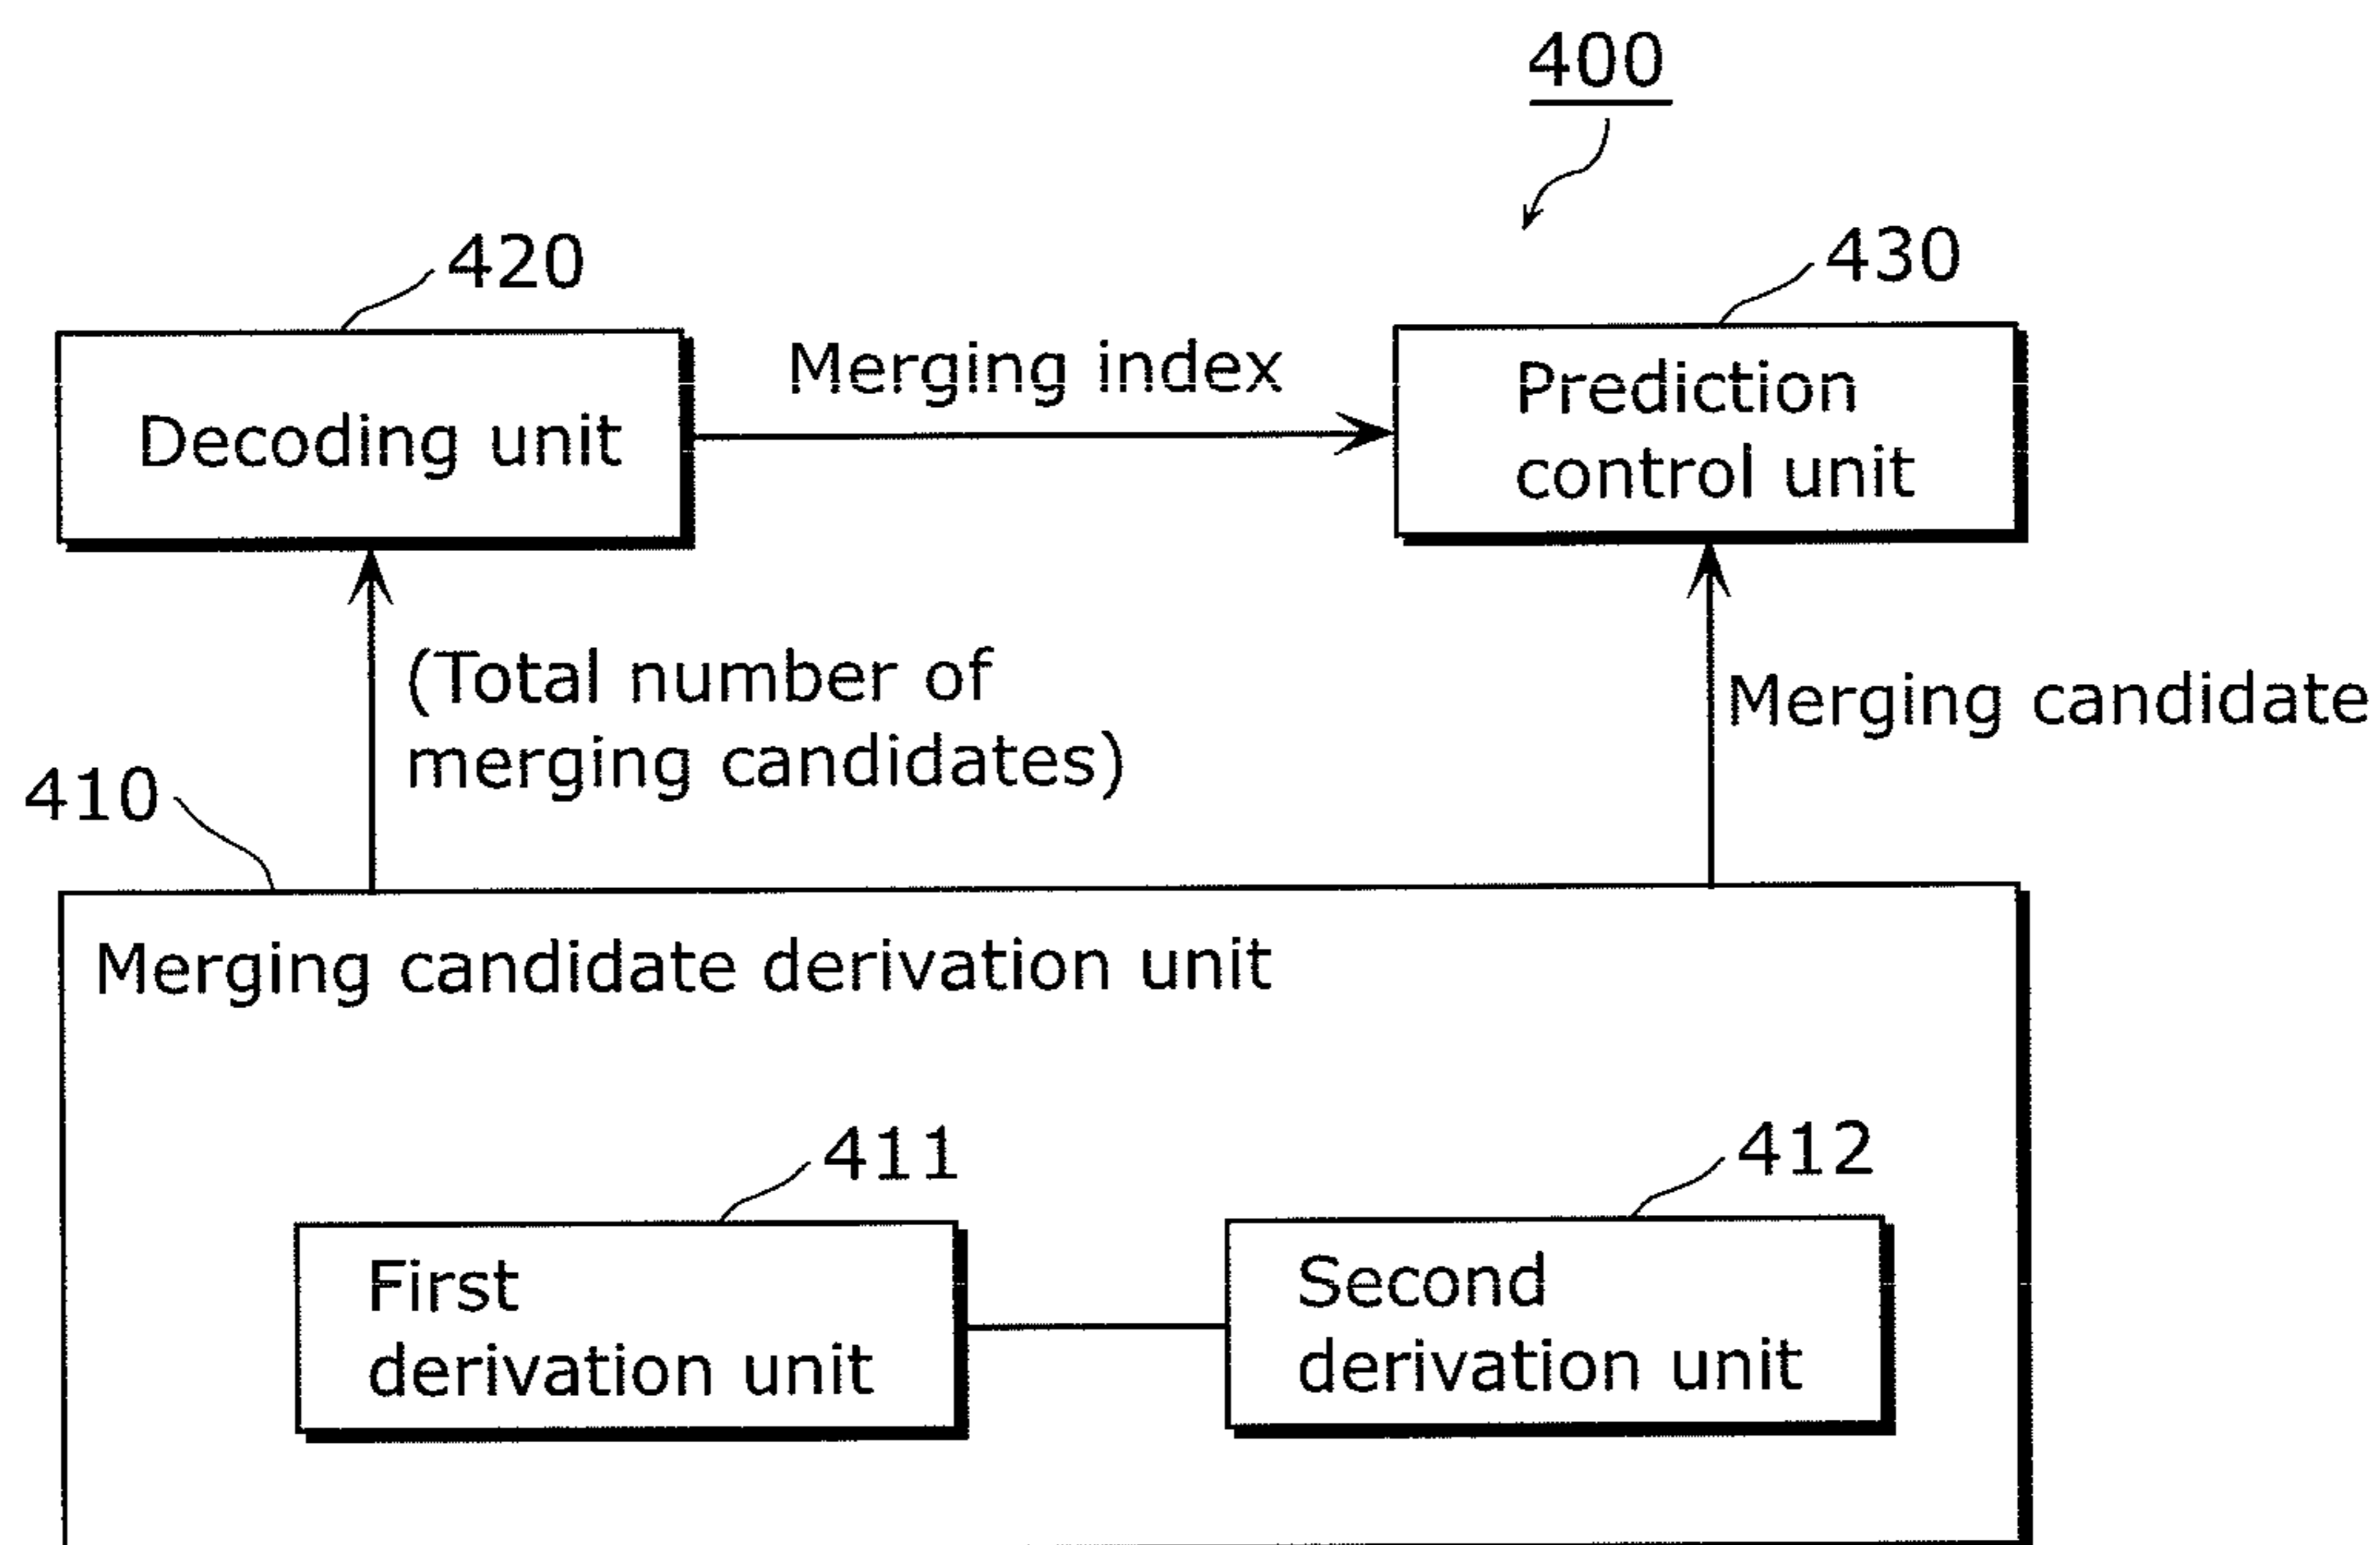 400
420
430
Decoding unit
Merging index
Prediction
control unit
(Total number of
merging candidates)
Merging candidate
410
Merging candidate derivation unit
411
412
First
derivation unit
Second
derivation unit